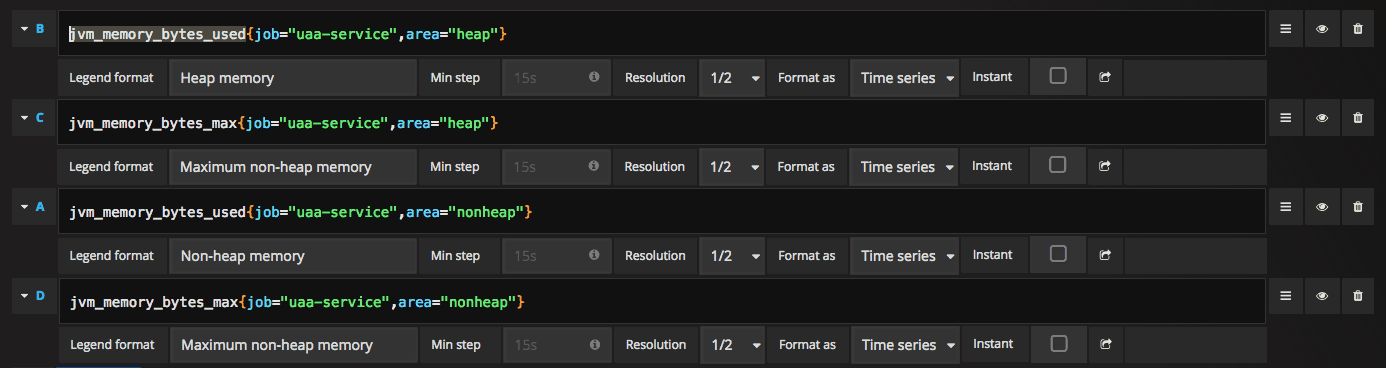 B jvm_memory_bytes_used{job="uaa-service",area="heap"}
Legend format Heap memory Min step 15s Resolution 1/2 Format as Time series Instant
C jvm_memory_bytes_max{job="uaa-service",area="heap"}
Legend format Maximum non-heap memory Min step 15s Resolution 1/2 Format as Time series Instant
A jvm_memory_bytes_used{job="uaa-service",area="nonheap"}
Legend format Non-heap memory Min step 15s Resolution 1/2 Format as Time series Instant
D jvm_memory_bytes_max{job="uaa-service",area="nonheap"}
Legend format Maximum non-heap memory Min step 15s Resolution 1/2 Format as Time series Instant